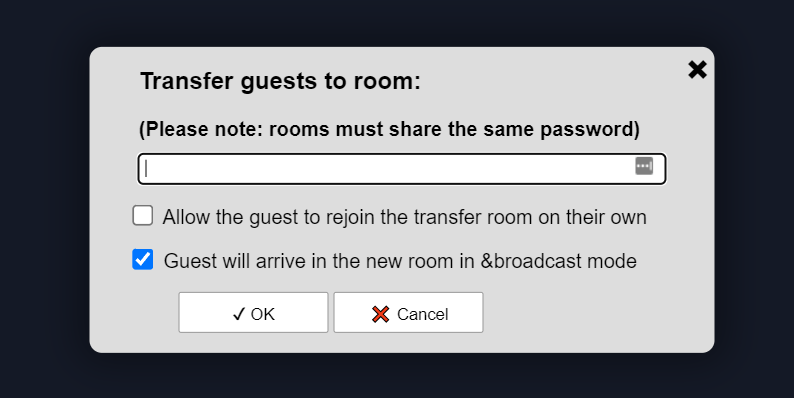 Transfer guests to room:
(Please note: rooms must share the same password)
Allow the guest to rejoin the transfer room on their own
Guest will arrive in the new room in &broadcast mode
✓ OK
❌ Cancel